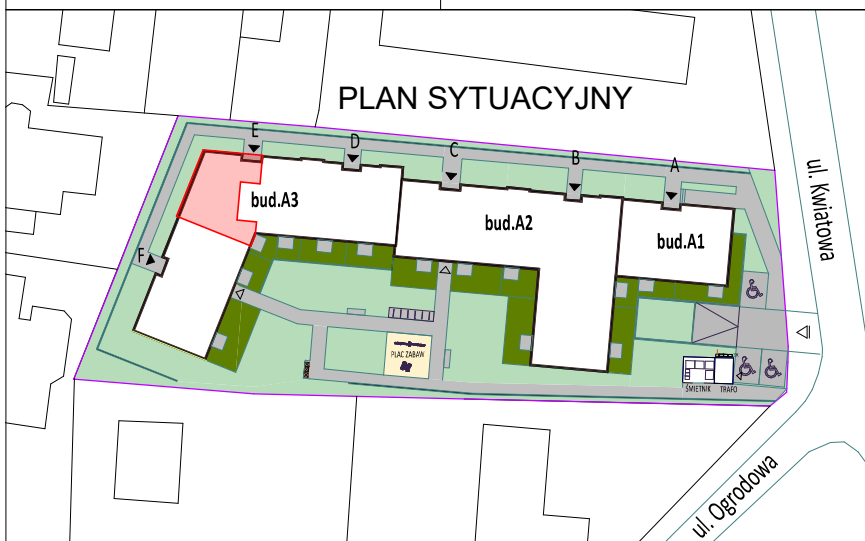 PLAN SYTUACYJNY
E
D
C
B
A
ul. Kwiatowa
bud.A3
bud.A2
bud.A1
F
PLAC ZABAW
ŚMIETNIK TRAFO
ul. Ogrodowa